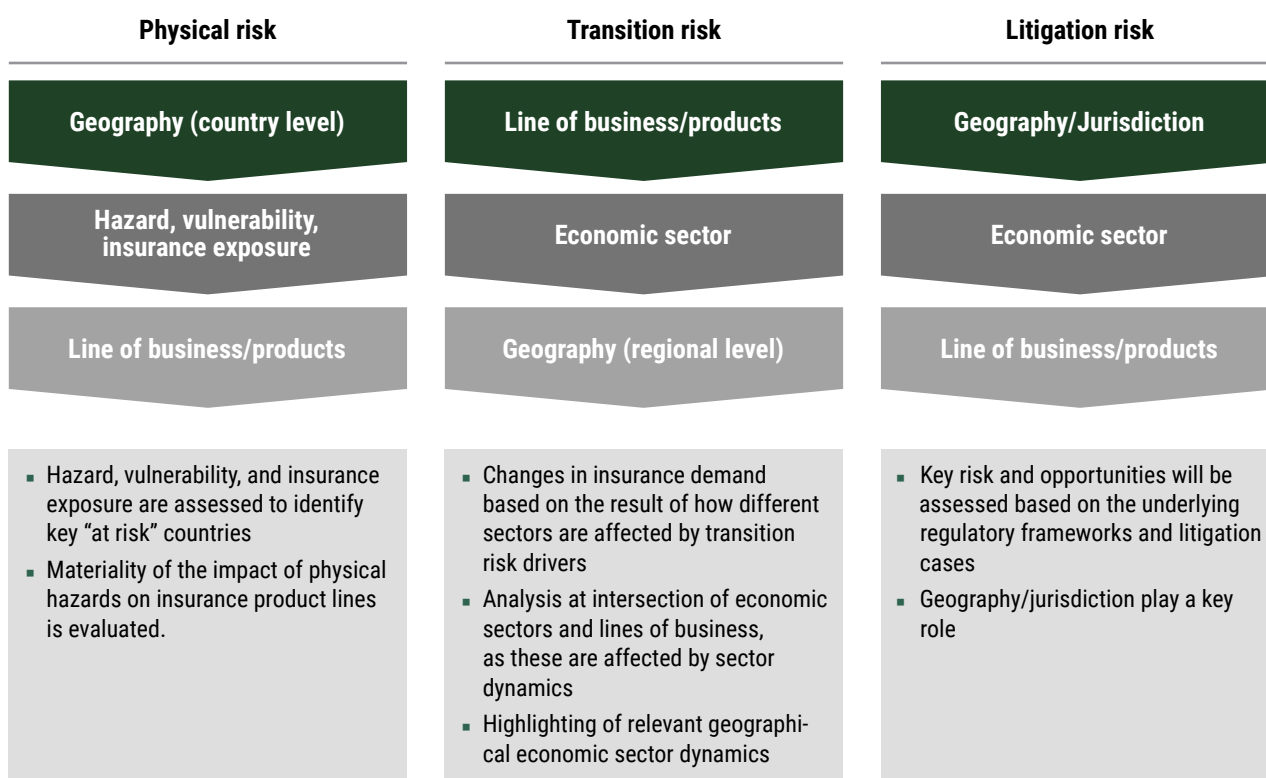 Physical risk
Geography (country level)
Hazard, vulnerability,
insurance exposure
Line of business/products
▪ Hazard, vulnerability, and insurance
exposure are assessed to identify
key “at risk” countries
▪ Materiality of the impact of physical
hazards on insurance product lines
is evaluated.
Transition risk
Line of business/products
Economic sector
Geography (regional level)
▪ Changes in insurance demand
based on the result of how different
sectors are affected by transition
risk drivers
▪ Analysis at intersection of economic
sectors and lines of business,
as these are affected by sector
dynamics
▪ Highlighting of relevant geographi-
cal economic sector dynamics
Litigation risk
Geography/Jurisdiction
Economic sector
Line of business/products
▪ Key risk and opportunities will be
assessed based on the underlying
regulatory frameworks and litigation
cases
▪ Geography/jurisdiction play a key
role